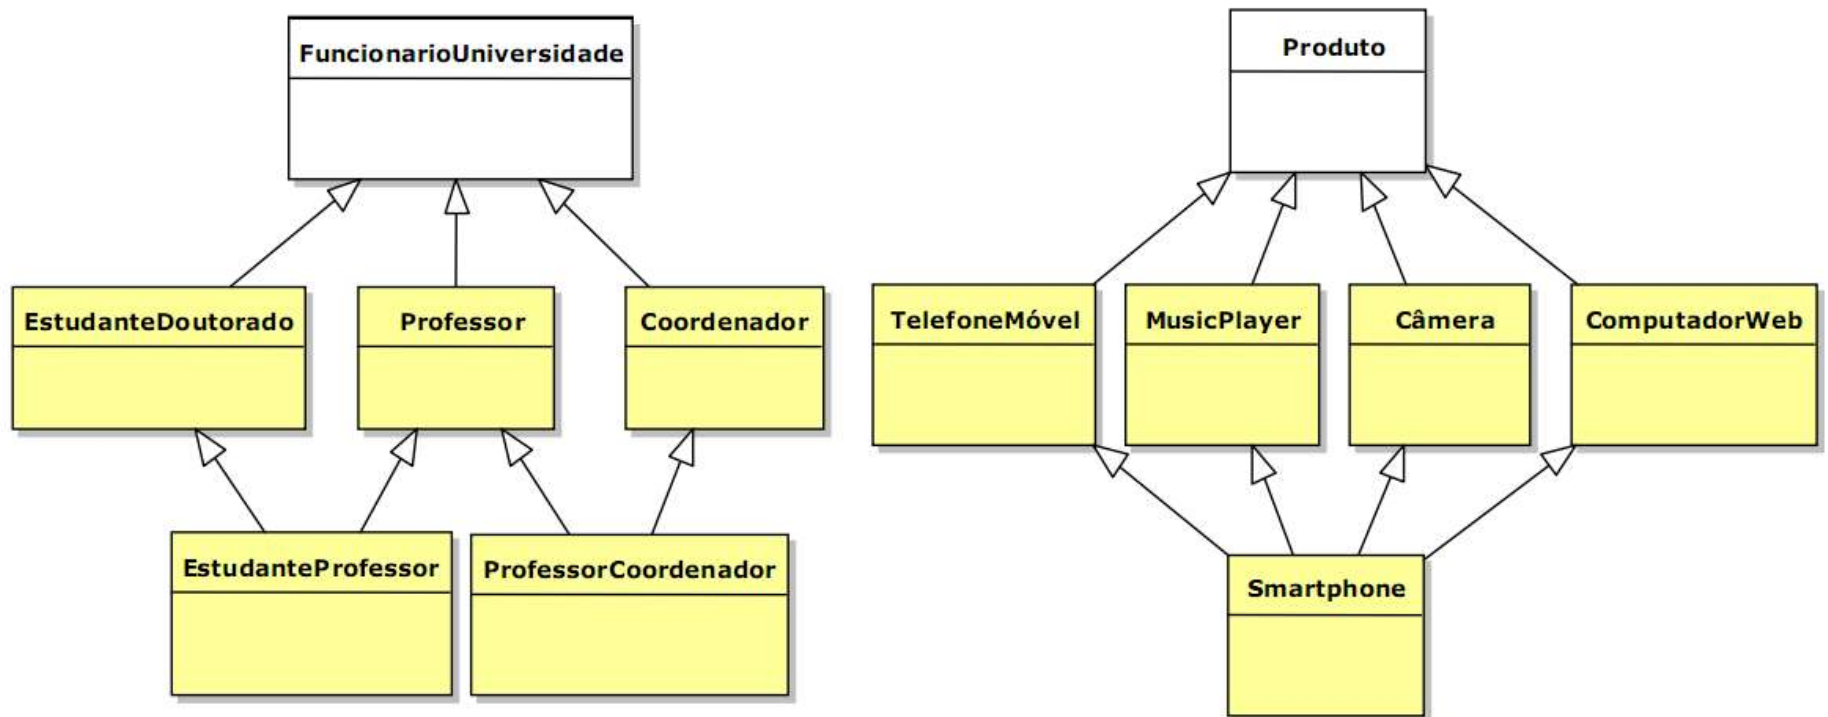 FuncionarioUniversidade
EstudanteDoutorado
Professor
Coordenador
EstudanteProfessor
ProfessorCoordenador
Produto
TelefoneMóvel
MusicPlayer
Câmera
ComputadorWeb
Smartphone